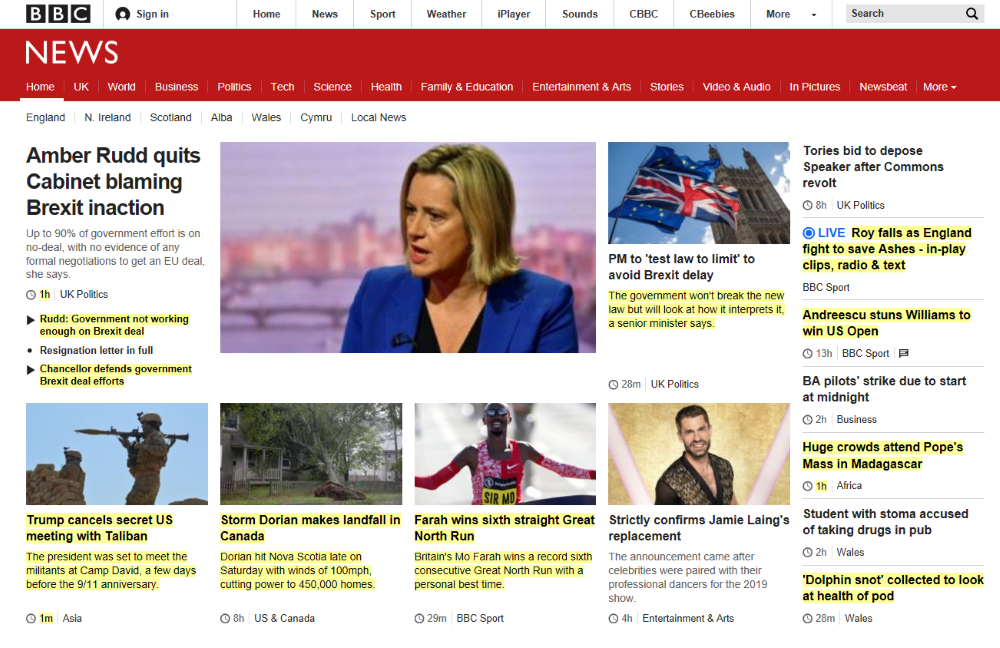 BBC Sign in Home News Sport Weather iPlayer Sounds CBBC CBeebies More Search
NEWS
Home UK World Business Politics Tech Science Health Family & Education Entertainment & Arts Stories Video & Audio In Pictures Newsbeat More
England N. Ireland Scotland Alba Wales Cymru Local News
Amber Rudd quits
Cabinet blaming
Brexit inaction
Up to 90% of government effort is on
no-deal, with no evidence of any
formal negotiations to get an EU deal,
she says.
1h UK Politics
Rudd: Government not working
enough on Brexit deal
Resignation letter in full
Chancellor defends government
Brexit deal efforts
PM to 'test law to limit' to
avoid Brexit delay
The government won't break the new
law but will look at how it interprets it,
a senior minister says.
28m UK Politics
Tories bid to depose
Speaker after Commons
revolt
8h UK Politics
LIVE Roy falls as England
fight to save Ashes - in-play
clips, radio & text
BBC Sport
Andreescu stuns Williams to
win US Open
13h BBC Sport
BA pilots' strike due to start
at midnight
2h Business
Huge crowds attend Pope's
Mass in Madagascar
1h Africa
Student with stoma accused
of taking drugs in pub
2h Wales
'Dolphin snot' collected to look
at health of pod
28m Wales
Trump cancels secret US
meeting with Taliban
The president was set to meet the
militants at Camp David, a few days
before the 9/11 anniversary.
1m Asia
Storm Dorian makes landfall in
Canada
Dorian hit Nova Scotia late on
Saturday with winds of 100mph,
cutting power to 450,000 homes.
8h US & Canada
SIR MO
Farah wins sixth straight Great
North Run
Britain's Mo Farah wins a record sixth
consecutive Great North Run with a
personal best time.
29m BBC Sport
Strictly confirms Jamie Laing's
replacement
The announcement came after
celebrities were paired with their
professional dancers for the 2019
show.
4h Entertainment & Arts